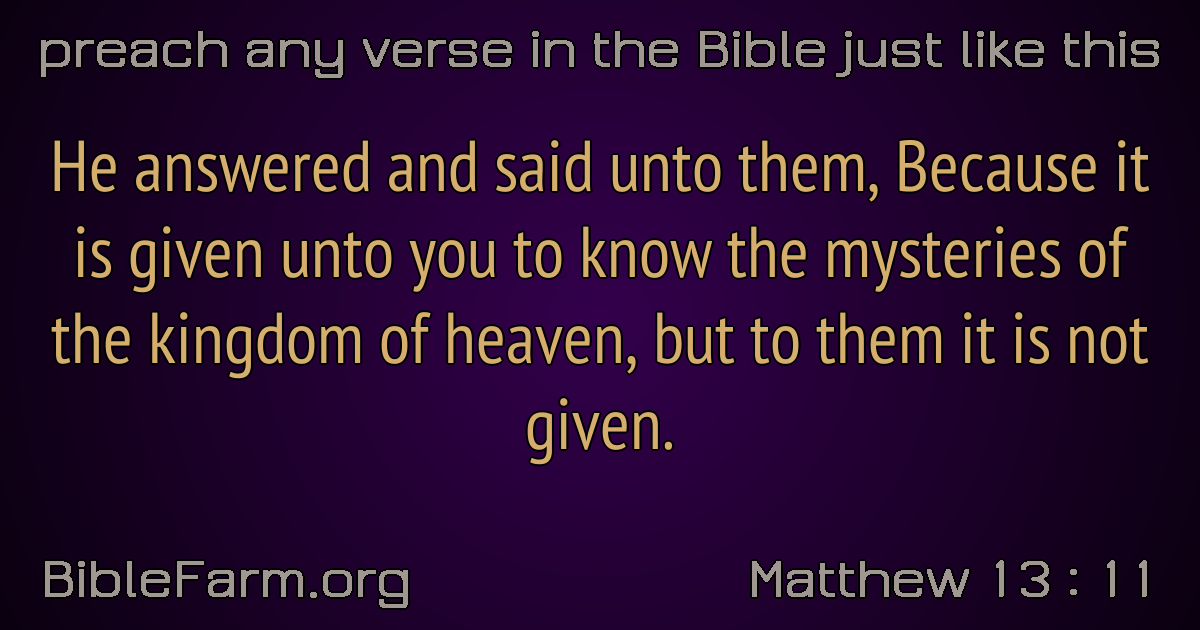 preach any verse in the Bible just like this
He answered and said unto them, Because it
is given unto you to know the mysteries of
the kingdom of heaven, but to them it is not
given.
BibleFarm.org
Matthew 13 : 11